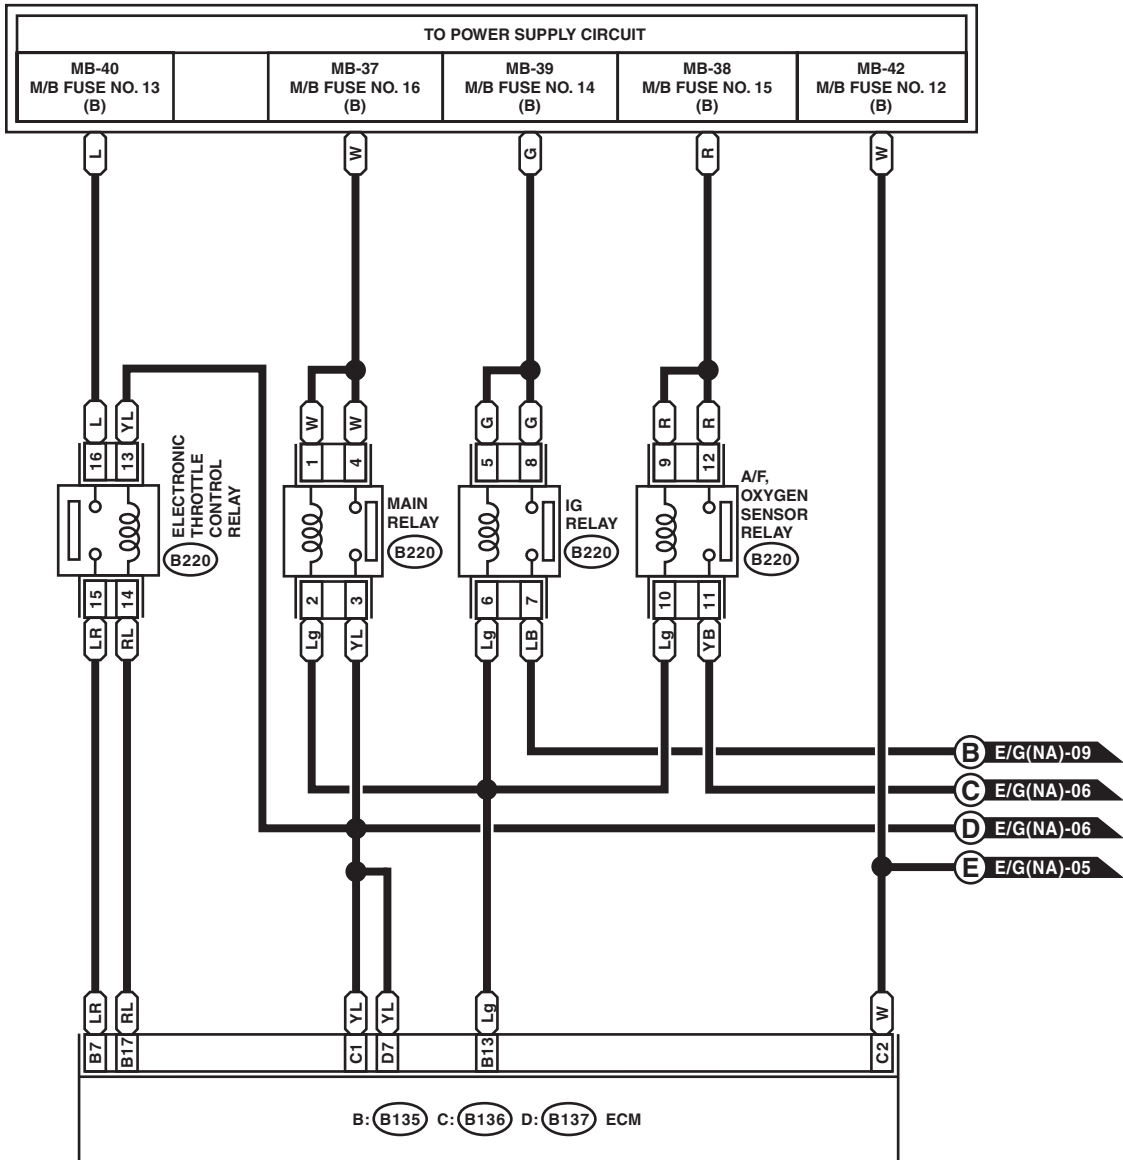 TO POWER SUPPLY CIRCUIT
MB-40
M/B FUSE NO. 13
(B)
MB-37
M/B FUSE NO. 16
(B)
MB-39
M/B FUSE NO. 14
(B)
MB-38
M/B FUSE NO. 15
(B)
MB-42
M/B FUSE NO. 12
(B)
L
W
G
R
W
L
YL
W
W
G
G
R
R
16
13
1
4
5
8
9
12
ELECTRONIC
THROTTLE
CONTROL
RELAY
B220
MAIN
RELAY
B220
IG
RELAY
B220
A/F,
OXYGEN
SENSOR
RELAY
B220
15
14
2
3
6
7
10
11
LR
RL
Lg
YL
Lg
LB
Lg
YB
B E/G(NA)-09
C E/G(NA)-06
D E/G(NA)-06
E E/G(NA)-05
LR
RL
YL
YL
Lg
W
B7
B17
C1
D7
B13
C2
B: B135 C: B136 D: B137 ECM